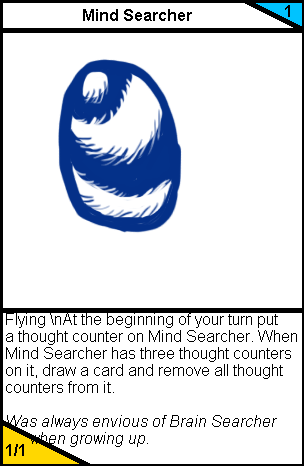 Mind Searcher
1
Flying \nAt the beginning of your turn put
a thought counter on Mind Searcher. When
Mind Searcher has three thought counters
on it, draw a card and remove all thought
counters from it.
Was always envious of Brain Searcher
when growing up.
1/1